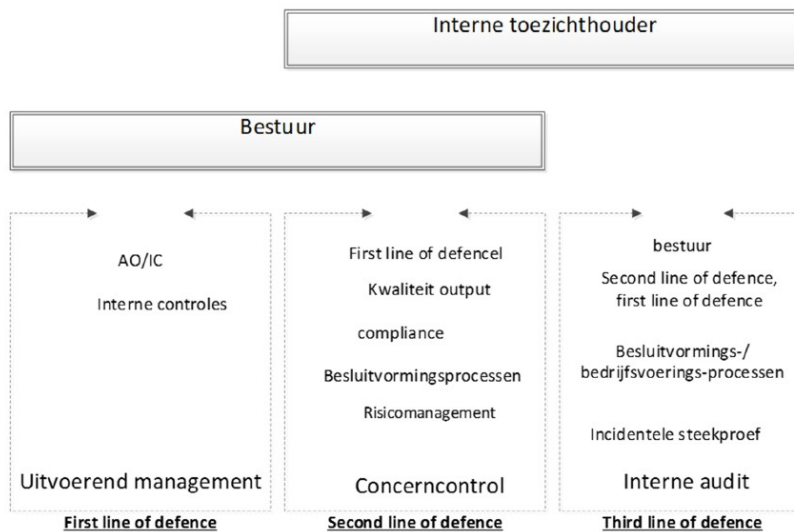 Interne toezichthouder
Bestuur
AO/IC
Interne controles
Uitvoerend management
First line of defence
First line of defencel
Kwaliteit output
compliance
Besluitvormingsprocessen
Risicomanagement
Concerncontrol
Second line of defence
bestuur
Second line of defence,
first line of defence
Besluitvormings-/
bedrijfsvoerings-processen
Incidentele steekproef
Interne audit
Third line of defence